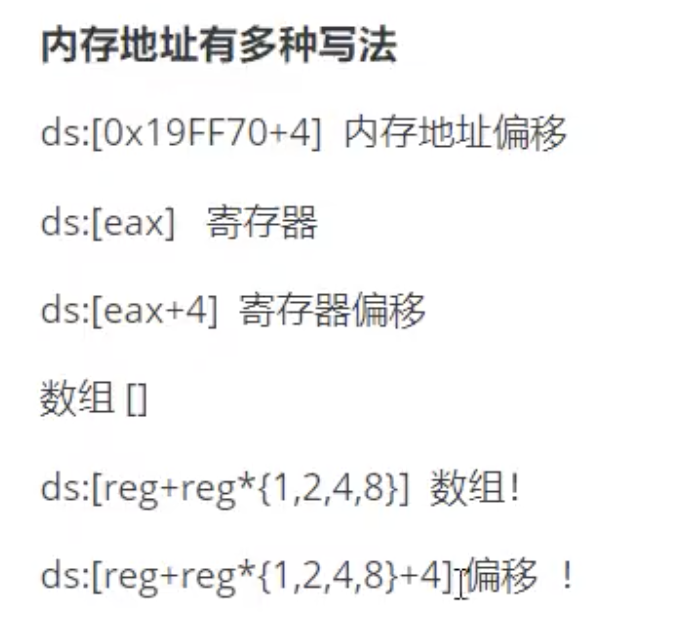 内存地址有多种写法
ds:[0x19FF70+4] 内存地址偏移
ds:[eax] 寄存器
ds:[eax+4] 寄存器偏移
数组 []
ds:[reg+reg*{1,2,4,8}] 数组！
ds:[reg+reg*{1,2,4,8}+4] 偏移 ！